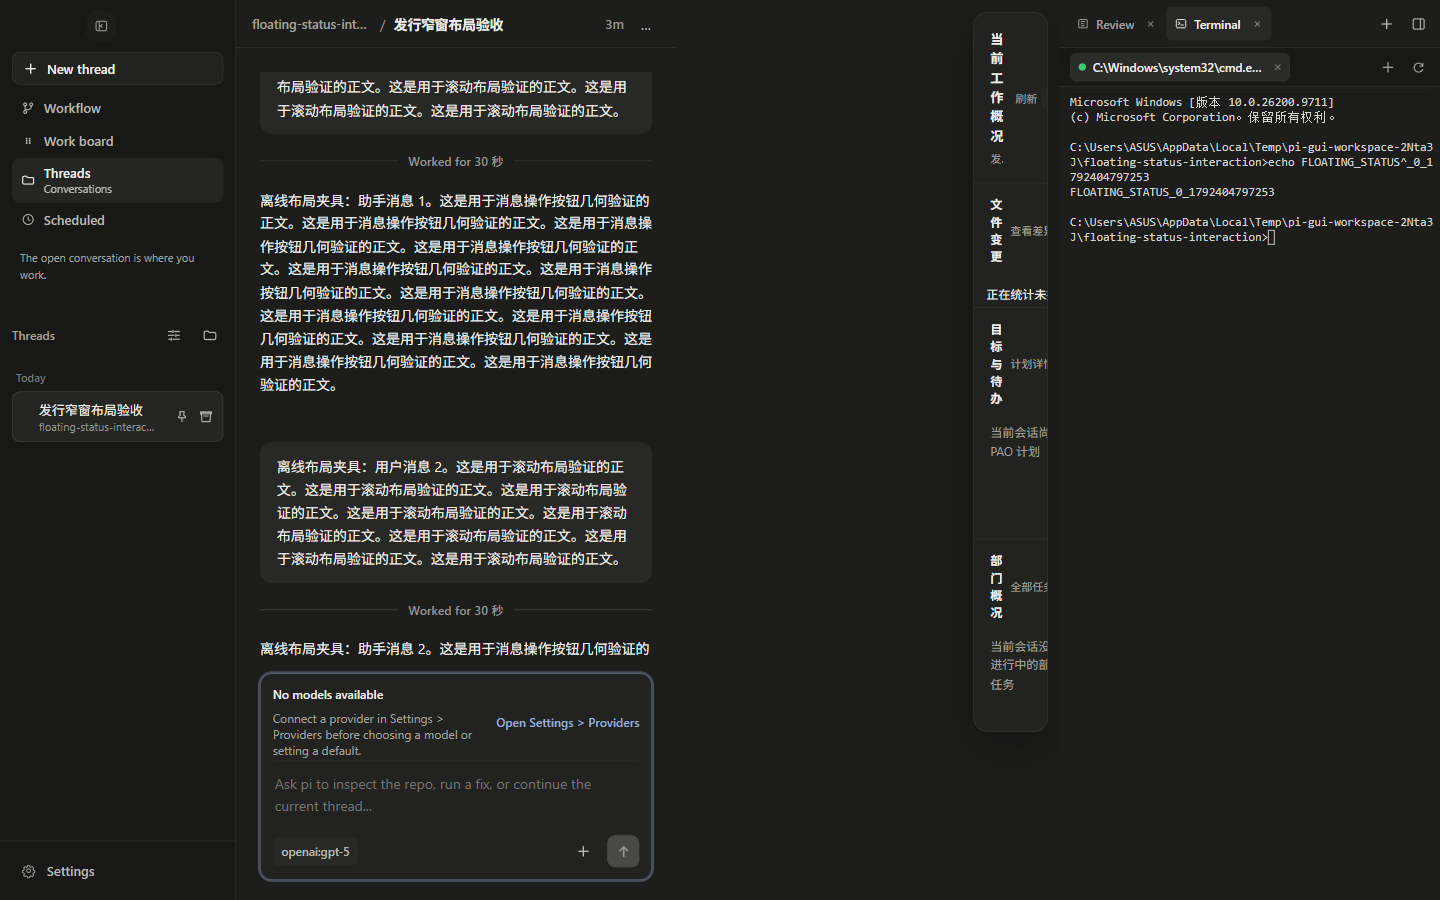 New thread
Workflow
Work board
Threads
Conversations
Scheduled
The open conversation is where you
work.
Threads
Today
发行窄窗布局验收
floating-status-interac...
Settings
floating-status-int... / 发行窄窗布局验收 3m ...
布局验证的正文。这是用于滚动布局验证的正文。这是用
于滚动布局验证的正文。这是用于滚动布局验证的正文。
Worked for 30 秒
离线布局夹具：助手消息 1。这是用于消息操作按钮几何验证的
正文。这是用于消息操作按钮几何验证的正文。这是用于消息操
作按钮几何验证的正文。这是用于消息操作按钮几何验证的正
文。这是用于消息操作按钮几何验证的正文。这是用于消息操作
按钮几何验证的正文。这是用于消息操作按钮几何验证的正文。
这是用于消息操作按钮几何验证的正文。这是用于消息操作按钮
几何验证的正文。这是用于消息操作按钮几何验证的正文。这是
用于消息操作按钮几何验证的正文。这是用于消息操作按钮几何
验证的正文。
离线布局夹具：用户消息 2。这是用于滚动布局验证的正
文。这是用于滚动布局验证的正文。这是用于滚动布局验
证的正文。这是用于滚动布局验证的正文。这是用于滚动
布局验证的正文。这是用于滚动布局验证的正文。这是用
于滚动布局验证的正文。这是用于滚动布局验证的正文。
Worked for 30 秒
离线布局夹具：助手消息 2。这是用于消息操作按钮几何验证的
No models available
Connect a provider in Settings >
Providers before choosing a model or
setting a default.
Open Settings > Providers
Ask pi to inspect the repo, run a fix, or continue the
current thread...
openai:gpt-5
当前工作概况
刷新
发.
文件变更
查看差
正在统计未
目标与待办
计划详
当前会话尚
PAO 计划
部门概况
全部任
当前会话没
进行中的部
任务
Review
Terminal
C:\Windows\system32\cmd.e...
Microsoft Windows [版本 10.0.26200.9711]
(c) Microsoft Corporation。保留所有权利。
C:\Users\ASUS\AppData\Local\Temp\pi-gui-workspace-2Nta3
J\floating-status-interaction>echo FLOATING_STATUS^_0_1
792404797253
FLOATING_STATUS_0_1792404797253
C:\Users\ASUS\AppData\Local\Temp\pi-gui-workspace-2Nta3
J\floating-status-interaction>